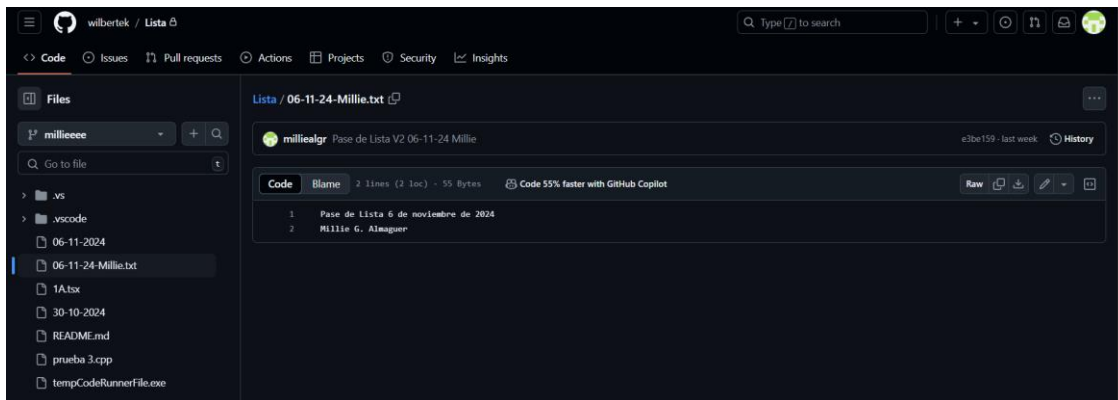 wilbertek / Lista
Type / to search
<> Code
Issues
Pull requests
Actions
Projects
Security
Insights
Files
millieeee
Go to file
t
.vs
.vscode
06-11-2024
06-11-24-Millie.txt
1A.tsx
30-10-2024
README.md
prueba 3.cpp
tempCodeRunnerFile.exe
Lista / 06-11-24-Millie.txt
milliealgr Pase de Lista V2 06-11-24 Millie
e3be159 · last week
History
Code
Blame
2 lines (2 loc) · 55 Bytes
Code 55% faster with GitHub Copilot
Raw
1 Pase de Lista 6 de noviembre de 2024
2 Millie G. Almaguer